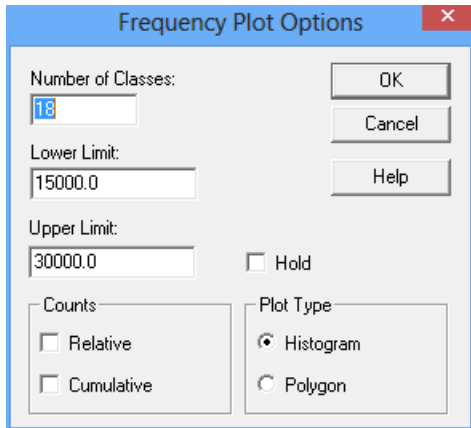 Frequency Plot Options
Number of Classes:
18
OK
Cancel
Lower Limit:
15000.0
Help
Upper Limit:
30000.0
Hold
Counts
Relative
Cumulative
Plot Type
Histogram
Polygon